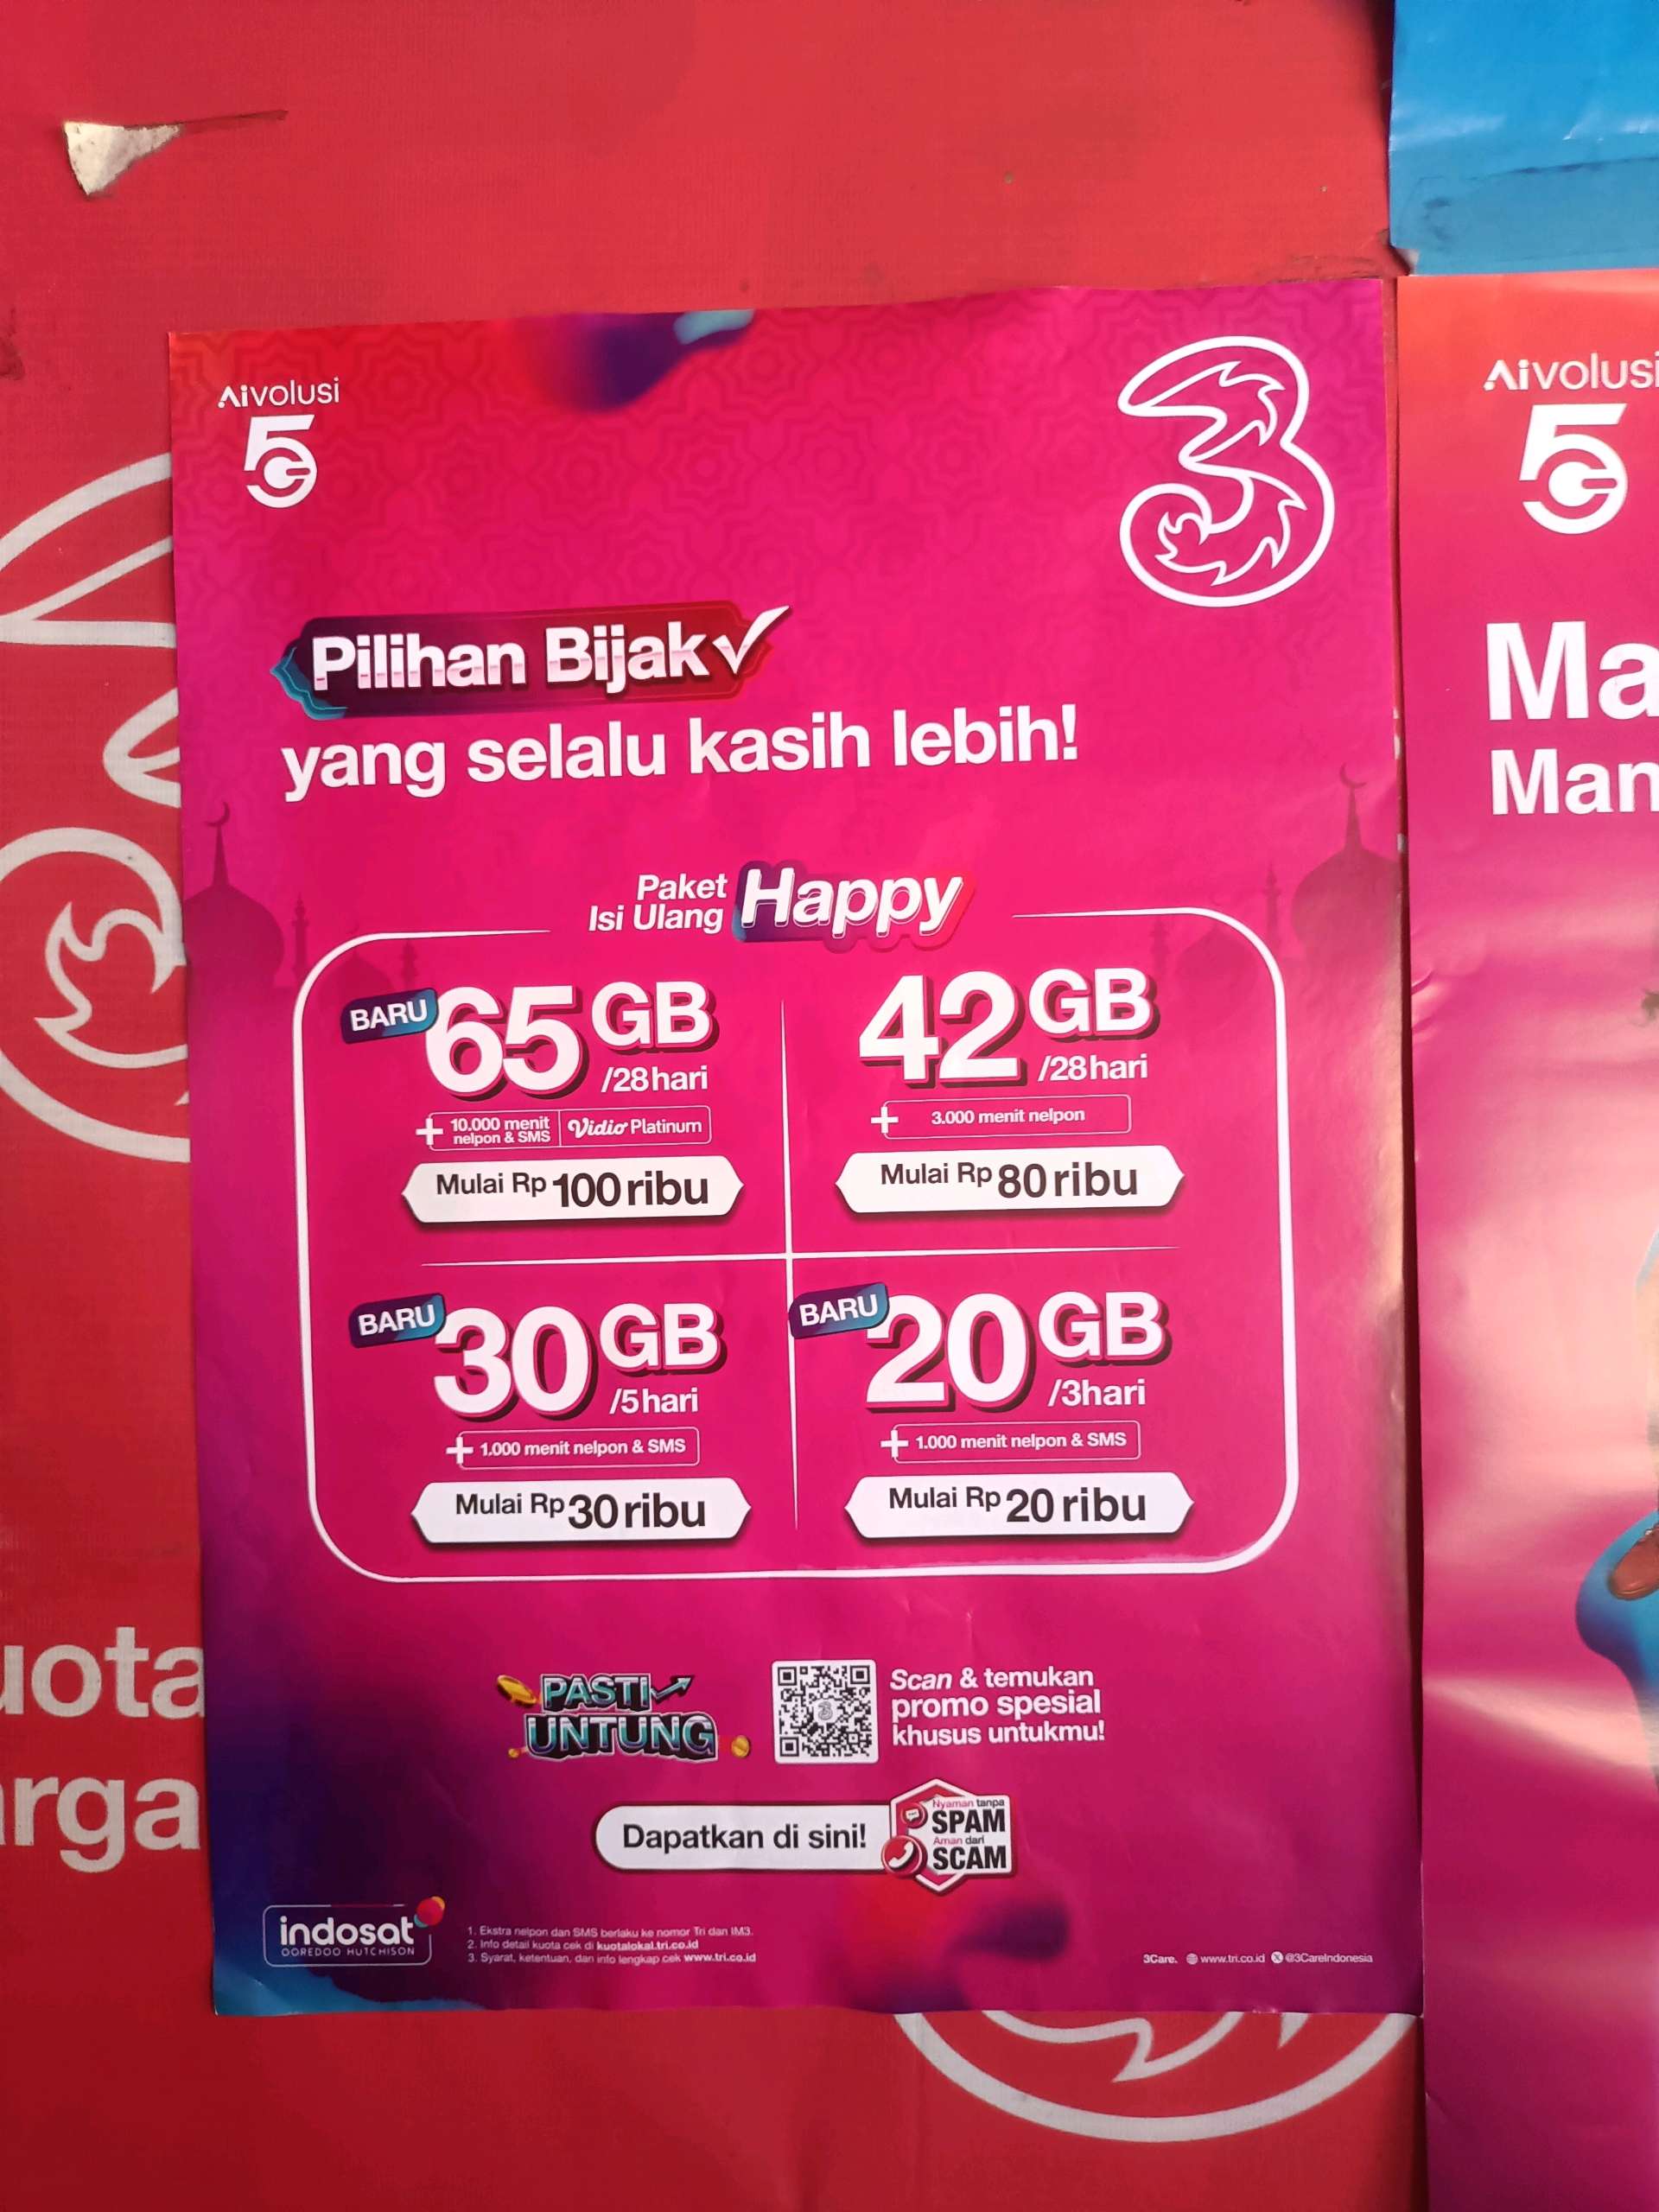 Aivolusi
5G
3
Pilihan Bijak
yang selalu kasih lebih!
Paket
Isi Ulang
Happy
BARU
65 GB
/28hari
+ 10.000 menit
nelpon & SMS
Vidio Platinum
Mulai Rp 100 ribu
42 GB
/28hari
+ 3.000 menit nelpon
Mulai Rp 80 ribu
BARU
30 GB
/5hari
+ 1.000 menit nelpon & SMS
Mulai Rp 30 ribu
BARU
20 GB
/3hari
+ 1.000 menit nelpon & SMS
Mulai Rp 20 ribu
PASTI
UNTUNG
Scan & temukan
promo spesial
khusus untukmu!
Dapatkan di sini!
Nyaman tanpa
SPAM
Aman dari
SCAM
indosat
OOREDOO HUTCHISON
1. Ekstra nelpon dan SMS berlaku ke nomor Tri dan IM3.
2. Info detail kuota cek di kuotalokal.tri.co.id
3. Syarat, ketentuan, dan info lengkap cek www.tri.co.id
3Care. www.tri.co.id @3CareIndonesia
Aivolusi
5G
Ma
Man
uota
arga